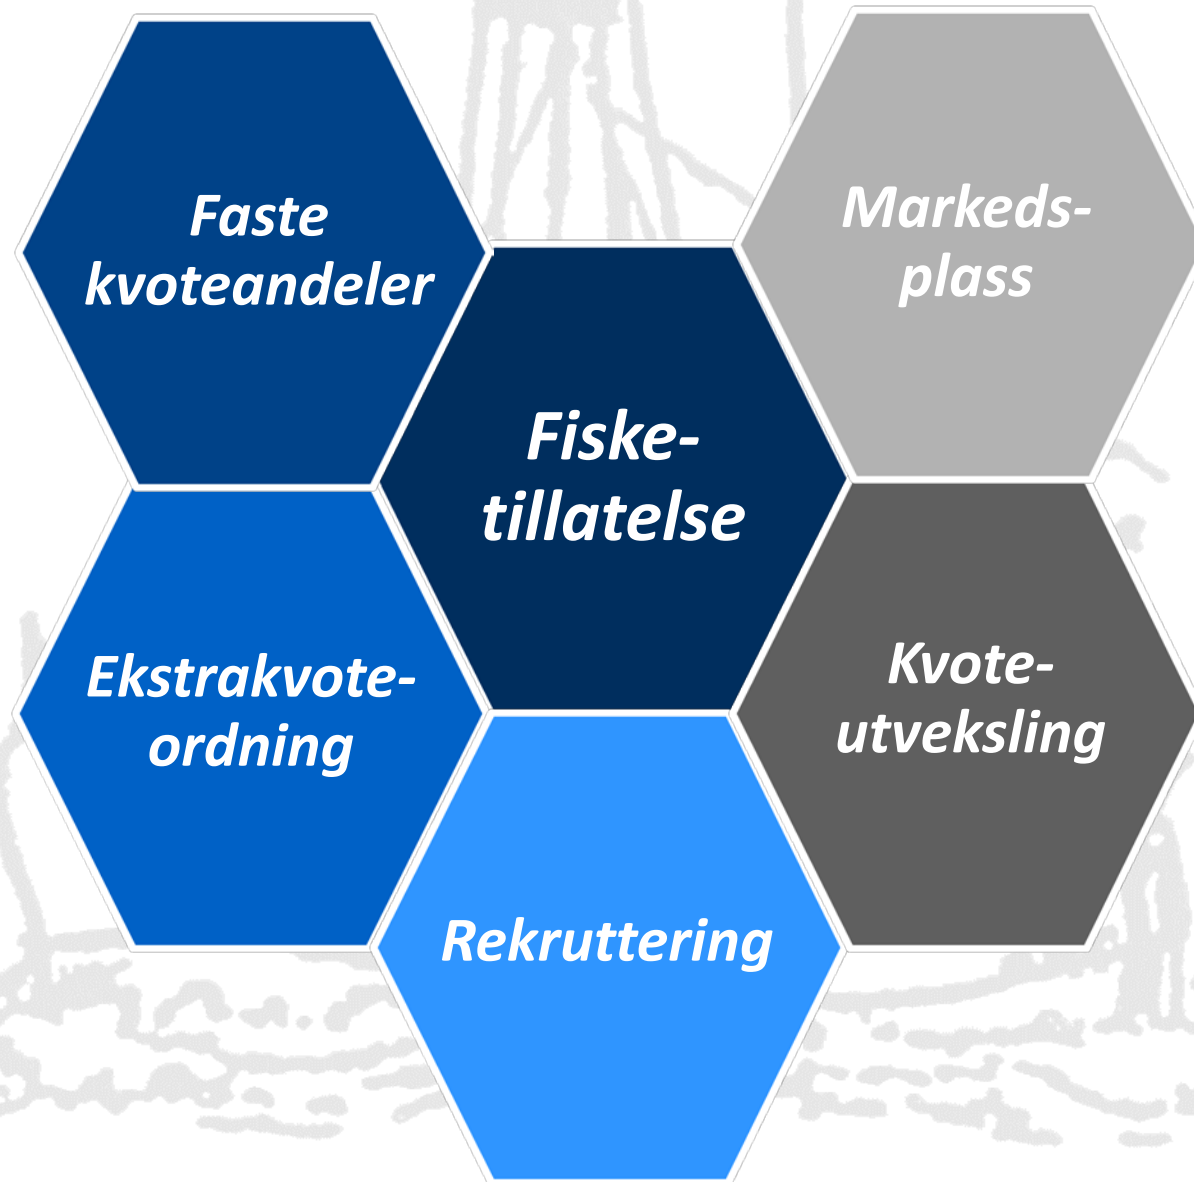 Faste
kvoteandeler
Markeds-
plass
Fiske-
tillatelse
Ekstrakvote-
ordning
Kvote-
utveksling
Rekruttering